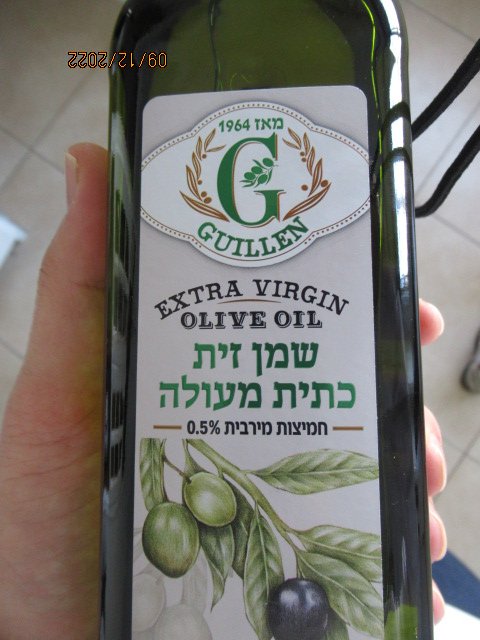 09/12/2022
מאז 1964
G
GUILLEN
EXTRA VIRGIN
OLIVE OIL
שמן זית
כתית מעולה
חמיצות מירבית 0.5%